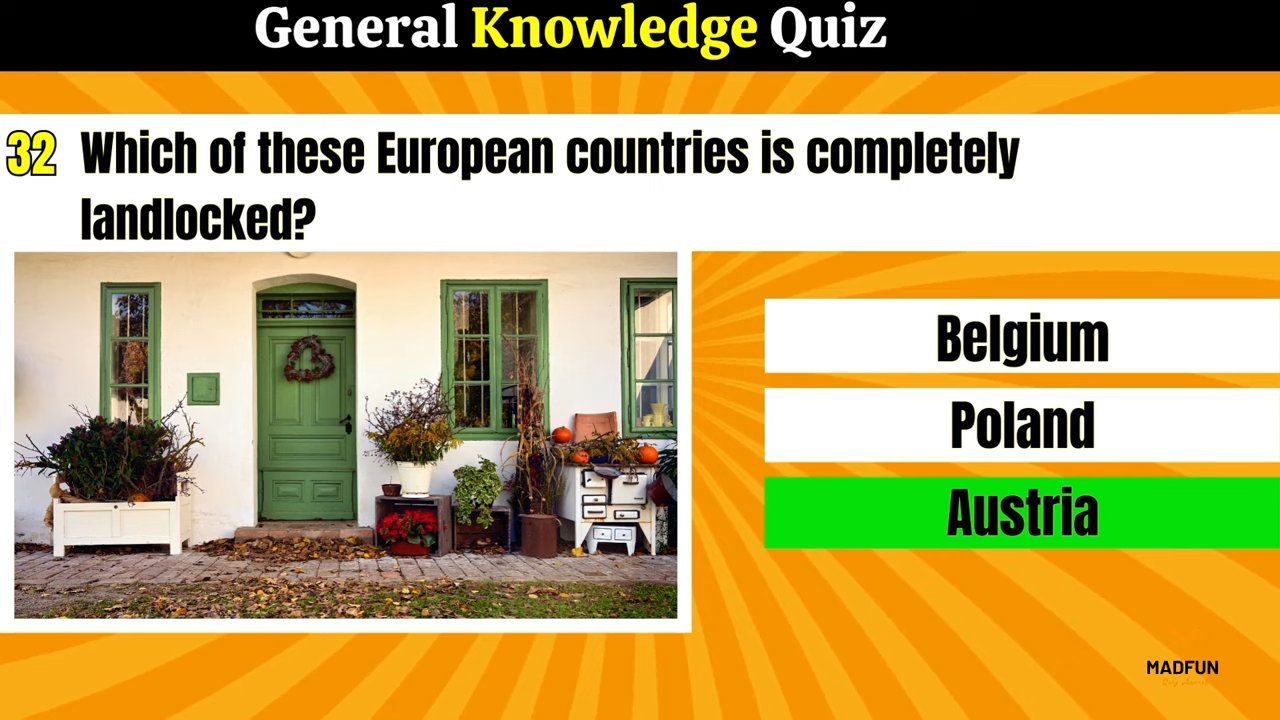 General Knowledge Quiz
32 Which of these European countries is completely
landlocked?
Belgium
Poland
Austria
MADFUN